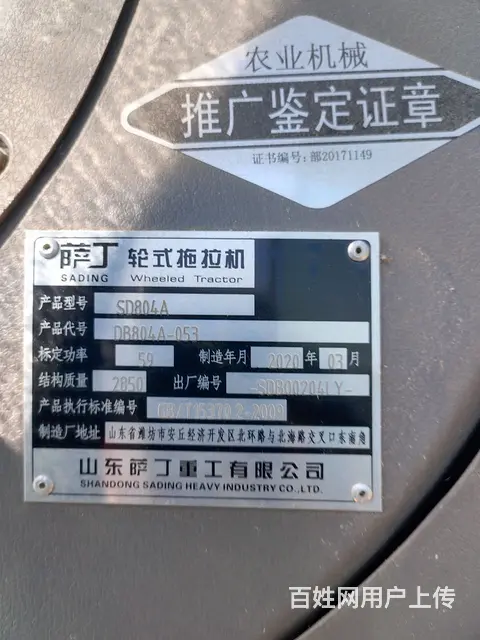 农业机械
推广鉴定证章
证书编号:部20171149
萨丁 轮式拖拉机
SADING Wheeled Tractor
产品型号 SD804A
产品代号 DB804A-053
标定功率 59 制造年月 2020 年 03 月
结构质量 2850 出厂编号 -SD800204LY-
产品执行标准编号 GB/T15370.2-2009
制造厂地址 山东省潍坊市安丘经济开发区北环路与北海路交叉口东南角
山东萨丁重工有限公司
SHANDONG SADING HEAVY INDUSTRY CO.,LTD.
百姓网用户上传